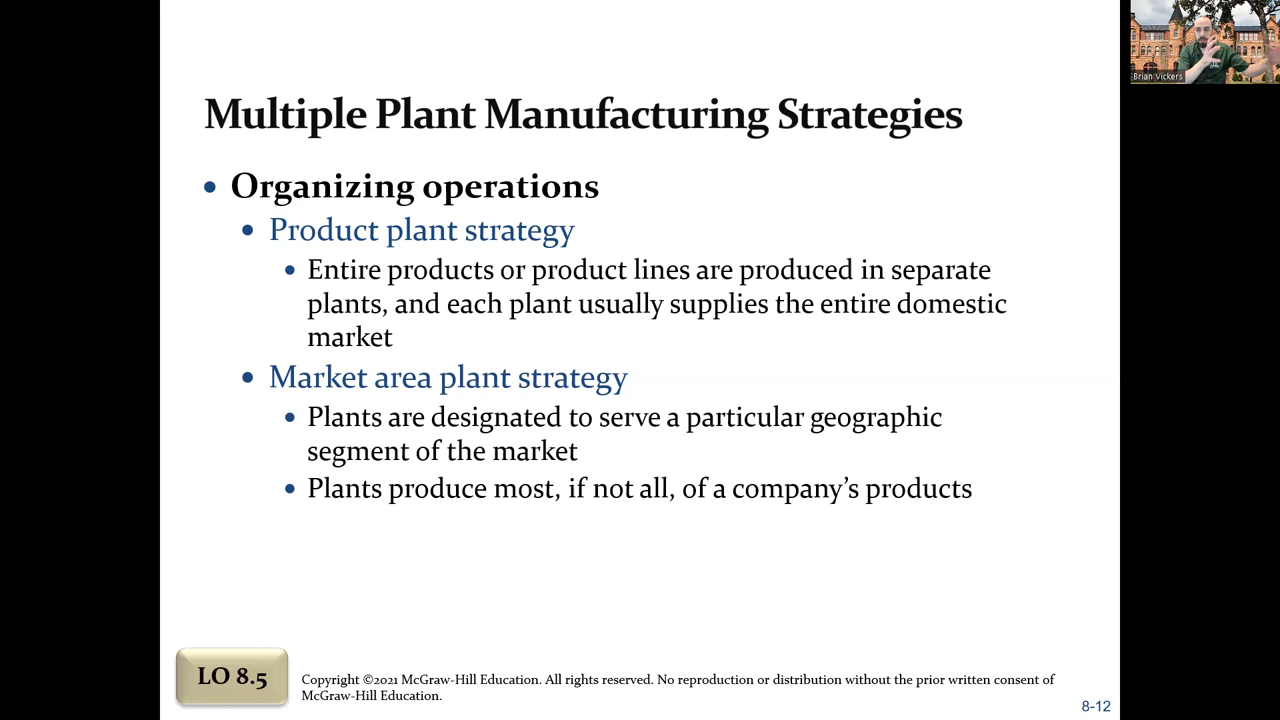 Multiple Plant Manufacturing Strategies
Organizing operations
Product plant strategy
Entire products or product lines are produced in separate
plants, and each plant usually supplies the entire domestic
market
Market area plant strategy
Plants are designated to serve a particular geographic
segment of the market
Plants produce most, if not all, of a company's products
LO 8.5
Copyright ©2021 McGraw-Hill Education. All rights reserved. No reproduction or distribution without the prior written consent of
McGraw-Hill Education.
8-12
Brian Vickers